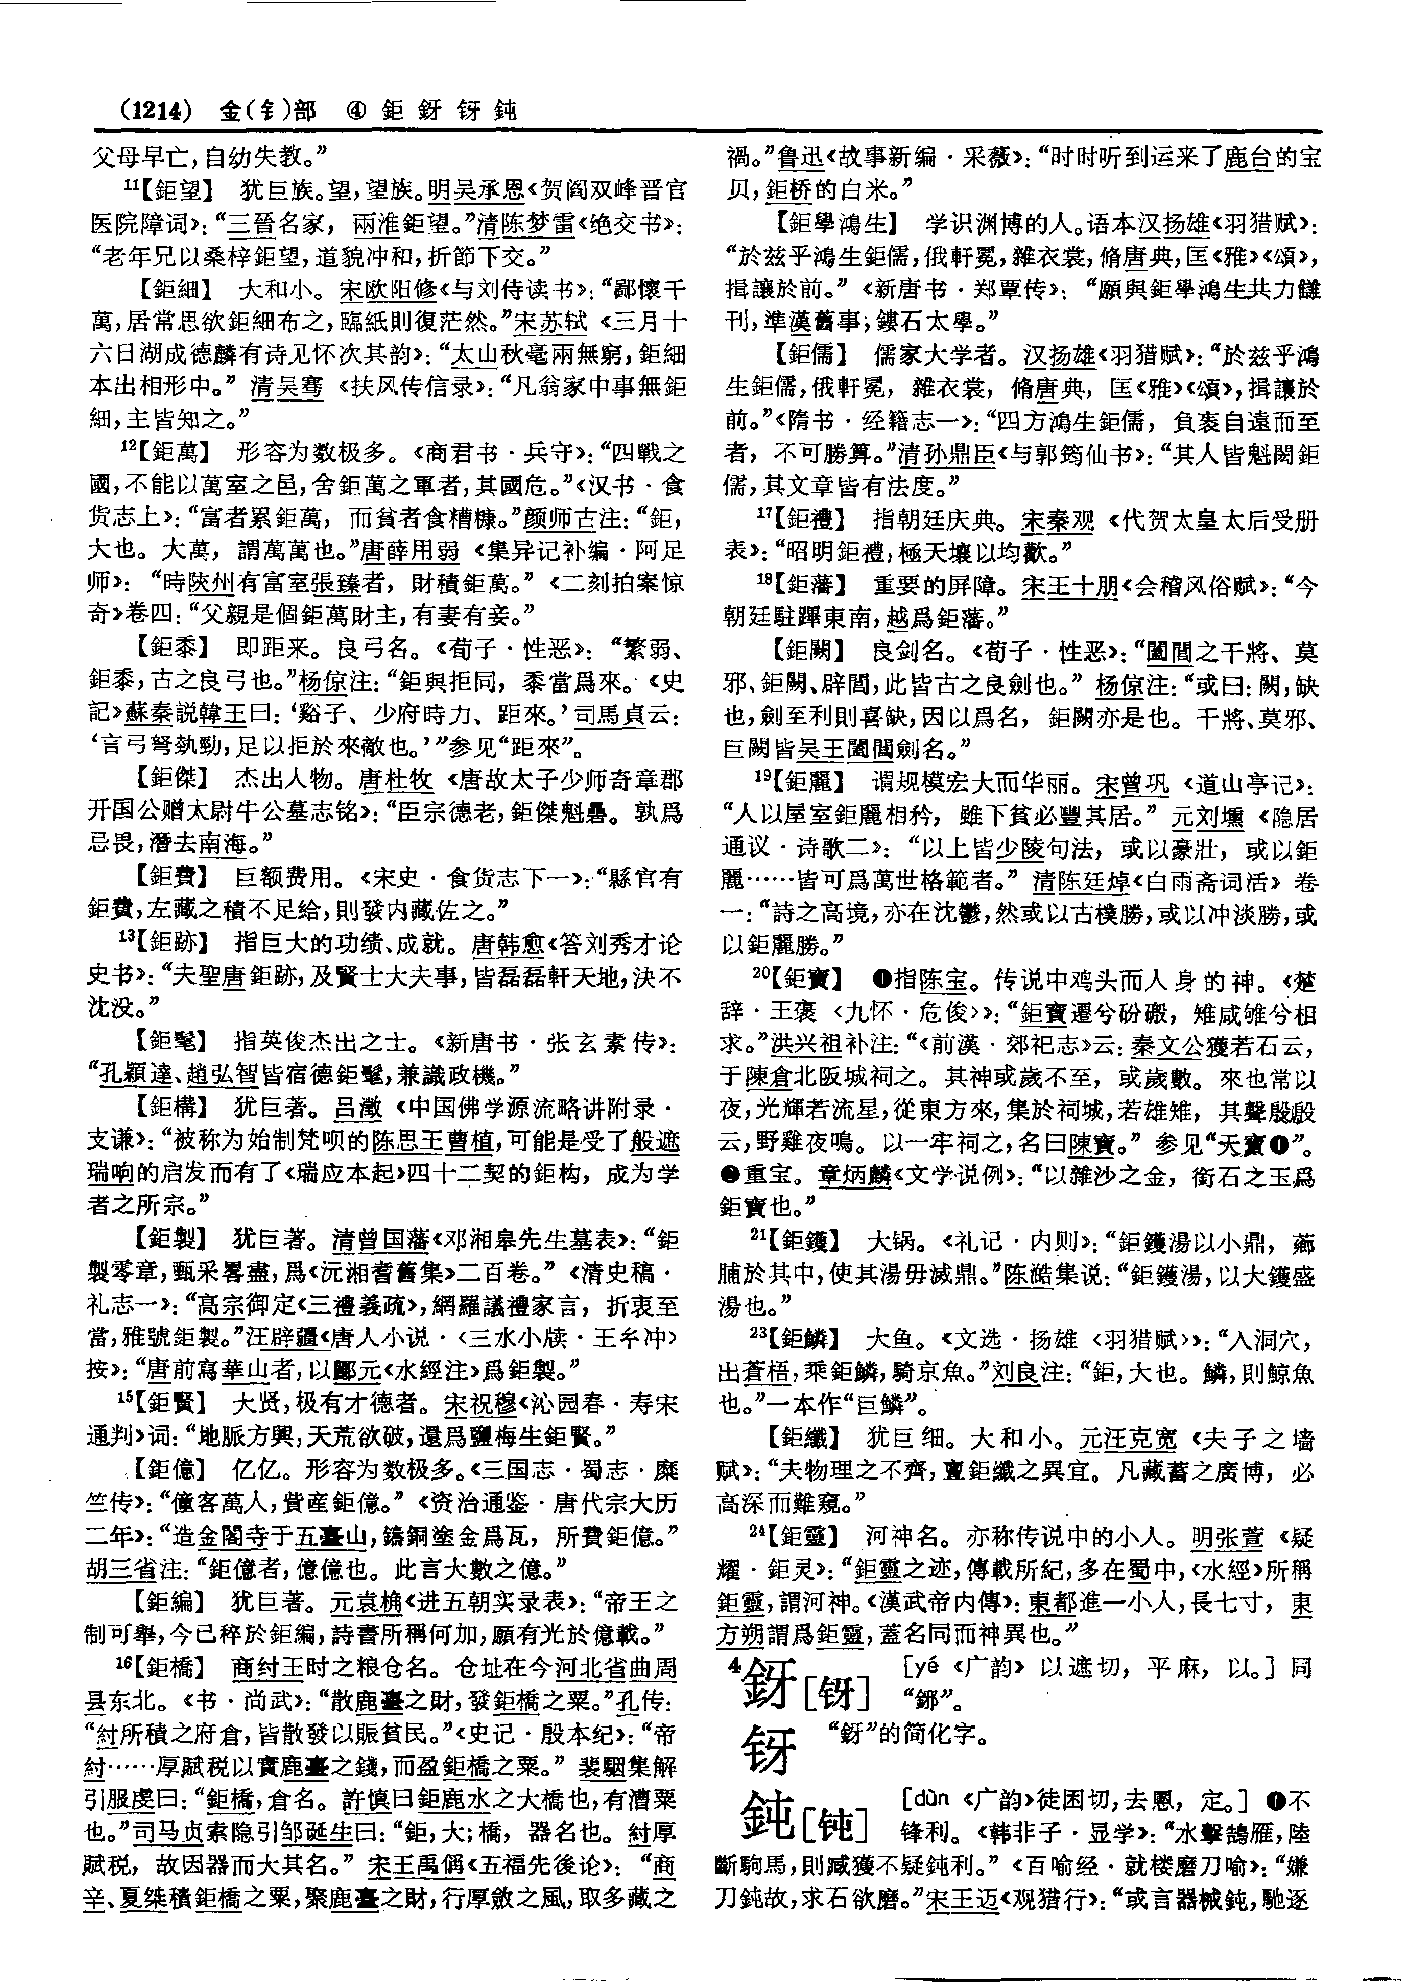 (1214)　金(钅)部　④ 鉅 釾 钘 鈍
父母早亡,自幼失教。”
¹¹【鉅望】　犹巨族。望,望族。明吴承恩《贺阎双峰晋官
医院障词》:“三晉名家，兩淮鉅望。”清陈梦雷《绝交书》:
“老年兄以桑梓鉅望,道貌冲和,折節下交。”
【鉅細】　大和小。宋欧阳修《与刘侍读书》:“鄙懷千
萬,居常思欲鉅細布之,臨紙則復茫然。”宋苏轼《三月十
六日湖成德麟有诗见怀次其韵》:“太山秋毫兩無窮,鉅細
本出相形中。”清吴骞《扶风传信录》:“凡翁家中事無鉅
細,主皆知之。”
¹²【鉅萬】　形容为数极多。《商君书·兵守》:“四戰之
國,不能以萬室之邑,舍鉅萬之軍者,其國危。”《汉书·食
货志上》:“富者累鉅萬，而貧者食糟糠。”颜师古注:“鉅,
大也。大萬，謂萬萬也。”唐薛用弱《集异记补编·阿足
师》:“時陝州有富室張臻者，財積鉅萬。”《二刻拍案惊
奇》卷四:“父親是個鉅萬財主,有妻有妾。”
【鉅黍】　即距来。良弓名。《荀子·性恶》:“繁弱、
鉅黍,古之良弓也。”杨倞注:“鉅與拒同，黍當爲來。《史
記》蘇秦説韓王曰:‘谿子、少府時力、距來。’司馬貞云:
‘言弓弩埶勁,足以拒於來敵也。’”参见“距來”。
【鉅傑】　杰出人物。唐杜牧《唐故太子少师奇章郡
开国公赠太尉牛公墓志铭》:“臣宗德老,鉅傑魁礨。孰爲
忌畏,潛去南海。”
【鉅費】　巨额费用。《宋史·食货志下一》:“縣官有
鉅費,左藏之積不足給,則發内藏佐之。”
¹³【鉅跡】　指巨大的功绩、成就。唐韩愈《答刘秀才论
史书》:“夫聖唐鉅跡,及賢士大夫事,皆磊磊軒天地,決不
沈没。”
【鉅髦】　指英俊杰出之士。《新唐书·张玄素传》:
“孔穎達、趙弘智皆宿德鉅髦,兼識政機。”
【鉅構】　犹巨著。吕澂《中国佛学源流略讲附录·
支谦》:“被称为始制梵呗的陈思王曹植,可能是受了般遮
瑞响的启发而有了《瑞应本起》四十二契的鉅构，成为学
者之所宗。”
【鉅製】　犹巨著。清曾国藩《邓湘皋先生墓表》:“鉅
製零章,甄采畧盡,爲《沅湘耆舊集》二百卷。”《清史稿·
礼志一》:“高宗御定《三禮義疏》,網羅議禮家言，折衷至
當,雅號鉅製。”汪辟疆《唐人小说·〈三水小牍·王知〉冲〉
按》:“唐前寫華山者,以酈元《水經注》爲鉅製。”
¹⁵【鉅賢】　大贤,极有才德者。宋祝穆《沁园春·寿宋
通判》词:“地脈方興,天荒欲破,還爲鹽梅生鉅賢。”
【鉅億】　亿亿。形容为数极多。《三国志·蜀志·糜
竺传》:“僮客萬人,貲産鉅億。”《资治通鉴·唐代宗大历
二年》:“造金閣寺于五臺山,鑄銅塗金爲瓦，所費鉅億。”
胡三省注:“鉅億者,億億也。此言大數之億。”
【鉅編】　犹巨著。元袁桷《进五朝实录表》:“帝王之
制可舉,今已稡於鉅編,詩書所稱何加,願有光於億載。”
¹⁶【鉅橋】　商纣王时之粮仓名。仓址在今河北省曲周
县东北。《书·尚武》:“散鹿臺之財,發鉅橋之粟。”孔传:
“紂所積之府倉,皆散發以賑貧民。”《史记·殷本纪》:“帝
紂……厚賦税以實鹿臺之錢,而盈鉅橋之粟。”裴駰集解
引服虔曰:“鉅橋,倉名。許慎曰鉅鹿水之大橋也,有漕粟
也。”司马贞索隐引邹诞生曰:“鉅,大;橋，器名也。紂厚
賦税，故因器而大其名。”宋王禹偁《五福先後论》:“商
辛、夏桀積鉅橋之粟,聚鹿臺之財,行厚斂之風,取多藏之
禍。”鲁迅《故事新编·采薇》:“时时听到运来了鹿台的宝
贝,鉅桥的白米。”
【鉅學鴻生】　学识渊博的人。语本汉扬雄《羽猎赋》:
“於兹乎鴻生鉅儒,俄軒冕,雜衣裳,脩唐典,匡《雅》《頌》,
揖讓於前。”《新唐书·郑覃传》:“願與鉅學鴻生共力讎
刊,準漢舊事;鏤石太學。”
【鉅儒】　儒家大学者。汉扬雄《羽猎赋》:“於兹乎鴻
生鉅儒,俄軒冕，雜衣裳，脩唐典，匡《雅》《頌》,揖讓於
前。”《隋书·经籍志一》:“四方鴻生鉅儒，負袠自遠而至
者，不可勝算。”清孙鼎臣《与郭筠仙书》:“其人皆魁閎鉅
儒,其文章皆有法度。”
¹⁷【鉅禮】　指朝廷庆典。宋秦观《代贺太皇太后受册
表》:“昭明鉅禮,極天壤以均歡。”
¹⁸【鉅藩】　重要的屏障。宋王十朋《会稽风俗赋》:“今
朝廷駐蹕東南,越爲鉅藩。”
【鉅闕】　良剑名。《荀子·性恶》:“闔閭之干將、莫
邪、鉅闕、辟閭,此皆古之良劍也。”杨倞注:“或曰:闕,缺
也,劍至利則喜缺,因以爲名，鉅闕亦是也。干將、莫邪、
巨闕皆吴王闔閭劍名。”
¹⁹【鉅麗】　谓规模宏大而华丽。宋曾巩《道山亭记》:
“人以屋室鉅麗相矜，雖下貧必豐其居。”元刘壎《隐居
通议·诗歌二》:“以上皆少陵句法，或以豪壯，或以鉅
麗……皆可爲萬世格範者。”清陈廷焯《白雨斋词话》卷
一:“詩之高境,亦在沈鬱,然或以古樸勝,或以冲淡勝,或
以鉅麗勝。”
²⁰【鉅寶】　❶指陈宝。传说中鸡头而人身的神。《楚
辞·王褒〈九怀·危俊〉》:“鉅寶遷兮砏磤，雉咸雊兮相
求。”洪兴祖补注:“《前漢·郊祀志》云:秦文公獲若石云,
于陳倉北阪城祠之。其神或歲不至，或歲數。來也常以
夜,光輝若流星,從東方來,集於祠城,若雄雉，其聲殷殷
云,野雞夜鳴。以一牢祠之,名曰陳寶。”参见“天寶❶”。
❷重宝。章炳麟《文学说例》:“以雜沙之金，銜石之玉爲
鉅寶也。”
²¹【鉅鑊】　大锅。《礼记·内则》:“鉅鑊湯以小鼎，薌
脯於其中,使其湯毋滅鼎。”陈澔集说:“鉅鑊湯,以大鑊盛
湯也。”
²³【鉅鱗】　大鱼。《文选·扬雄〈羽猎赋〉》:“入洞穴,
出蒼梧,乘鉅鱗,騎京魚。”刘良注:“鉅,大也。鱗,則鯨魚
也。”一本作“巨鱗”。
【鉅纖】　犹巨细。大和小。元汪克宽《夫子之墙
赋》:“夫物理之不齊,亶鉅纖之異宜。凡藏蓄之廣博，必
高深而難窺。”
²⁴【鉅靈】　河神名。亦称传说中的小人。明张萱《疑
耀·鉅灵》:“鉅靈之迹,傳載所紀,多在蜀中,《水經》所稱
鉅靈,謂河神。《漢武帝内傳》:東都進一小人,長七寸，東
方朔謂爲鉅靈,蓋名同而神異也。”
⁴釾[钘]　[yé《广韵》以遮切，平麻，以。]同
“鎁”。
钘　“釾”的简化字。
鈍[钝]　[dùn《广韵》徒困切,去慁，定。]❶不
锋利。《韩非子·显学》:“水擊鵠雁,陸
斷駒馬,則臧獲不疑鈍利。”《百喻经·就楼磨刀喻》:“嫌
刀鈍故,求石欲磨。”宋王迈《观猎行》:“或言器械鈍,馳逐